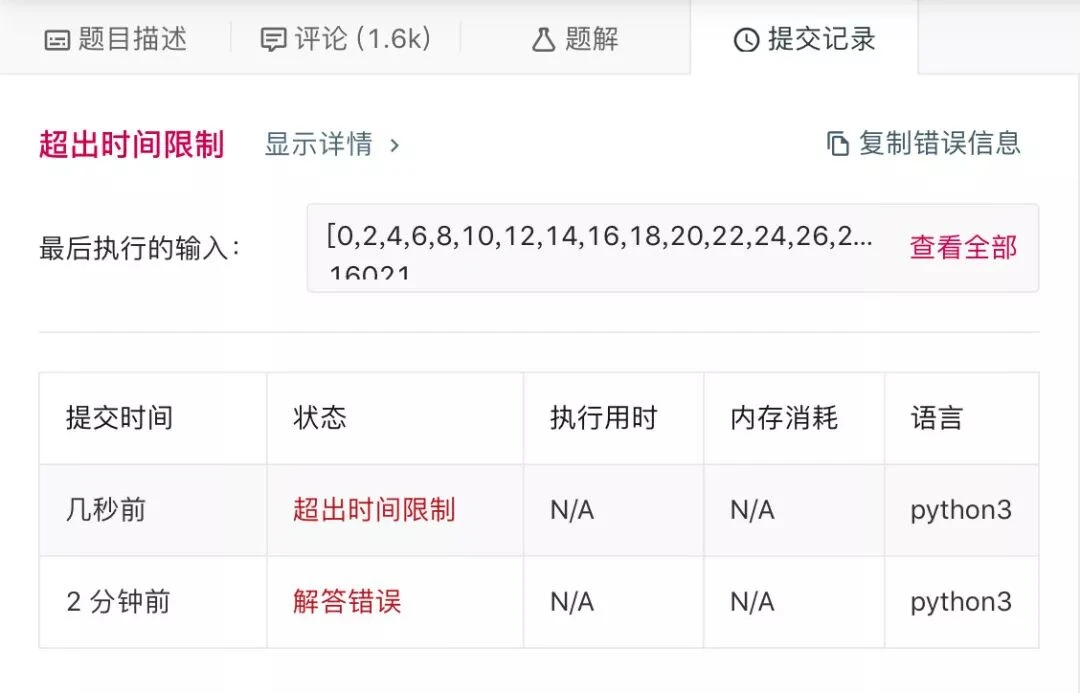 题目描述 评论 (1.6k) 题解 提交记录
超出时间限制 显示详情 › 复制错误信息
最后执行的输入： [0,2,4,6,8,10,12,14,16,18,20,22,24,26,2... 查看全部
16021
提交时间 状态 执行用时 内存消耗 语言
几秒前 超出时间限制 N/A N/A python3
2 分钟前 解答错误 N/A N/A python3